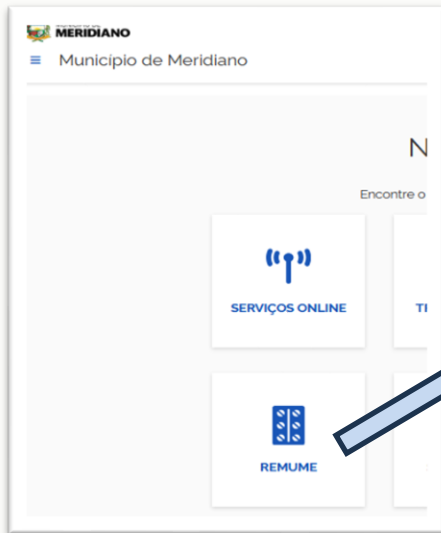 MERIDIANO
Município de Meridiano
N
Encontre o
SERVIÇOS ONLINE
TI
REMUME